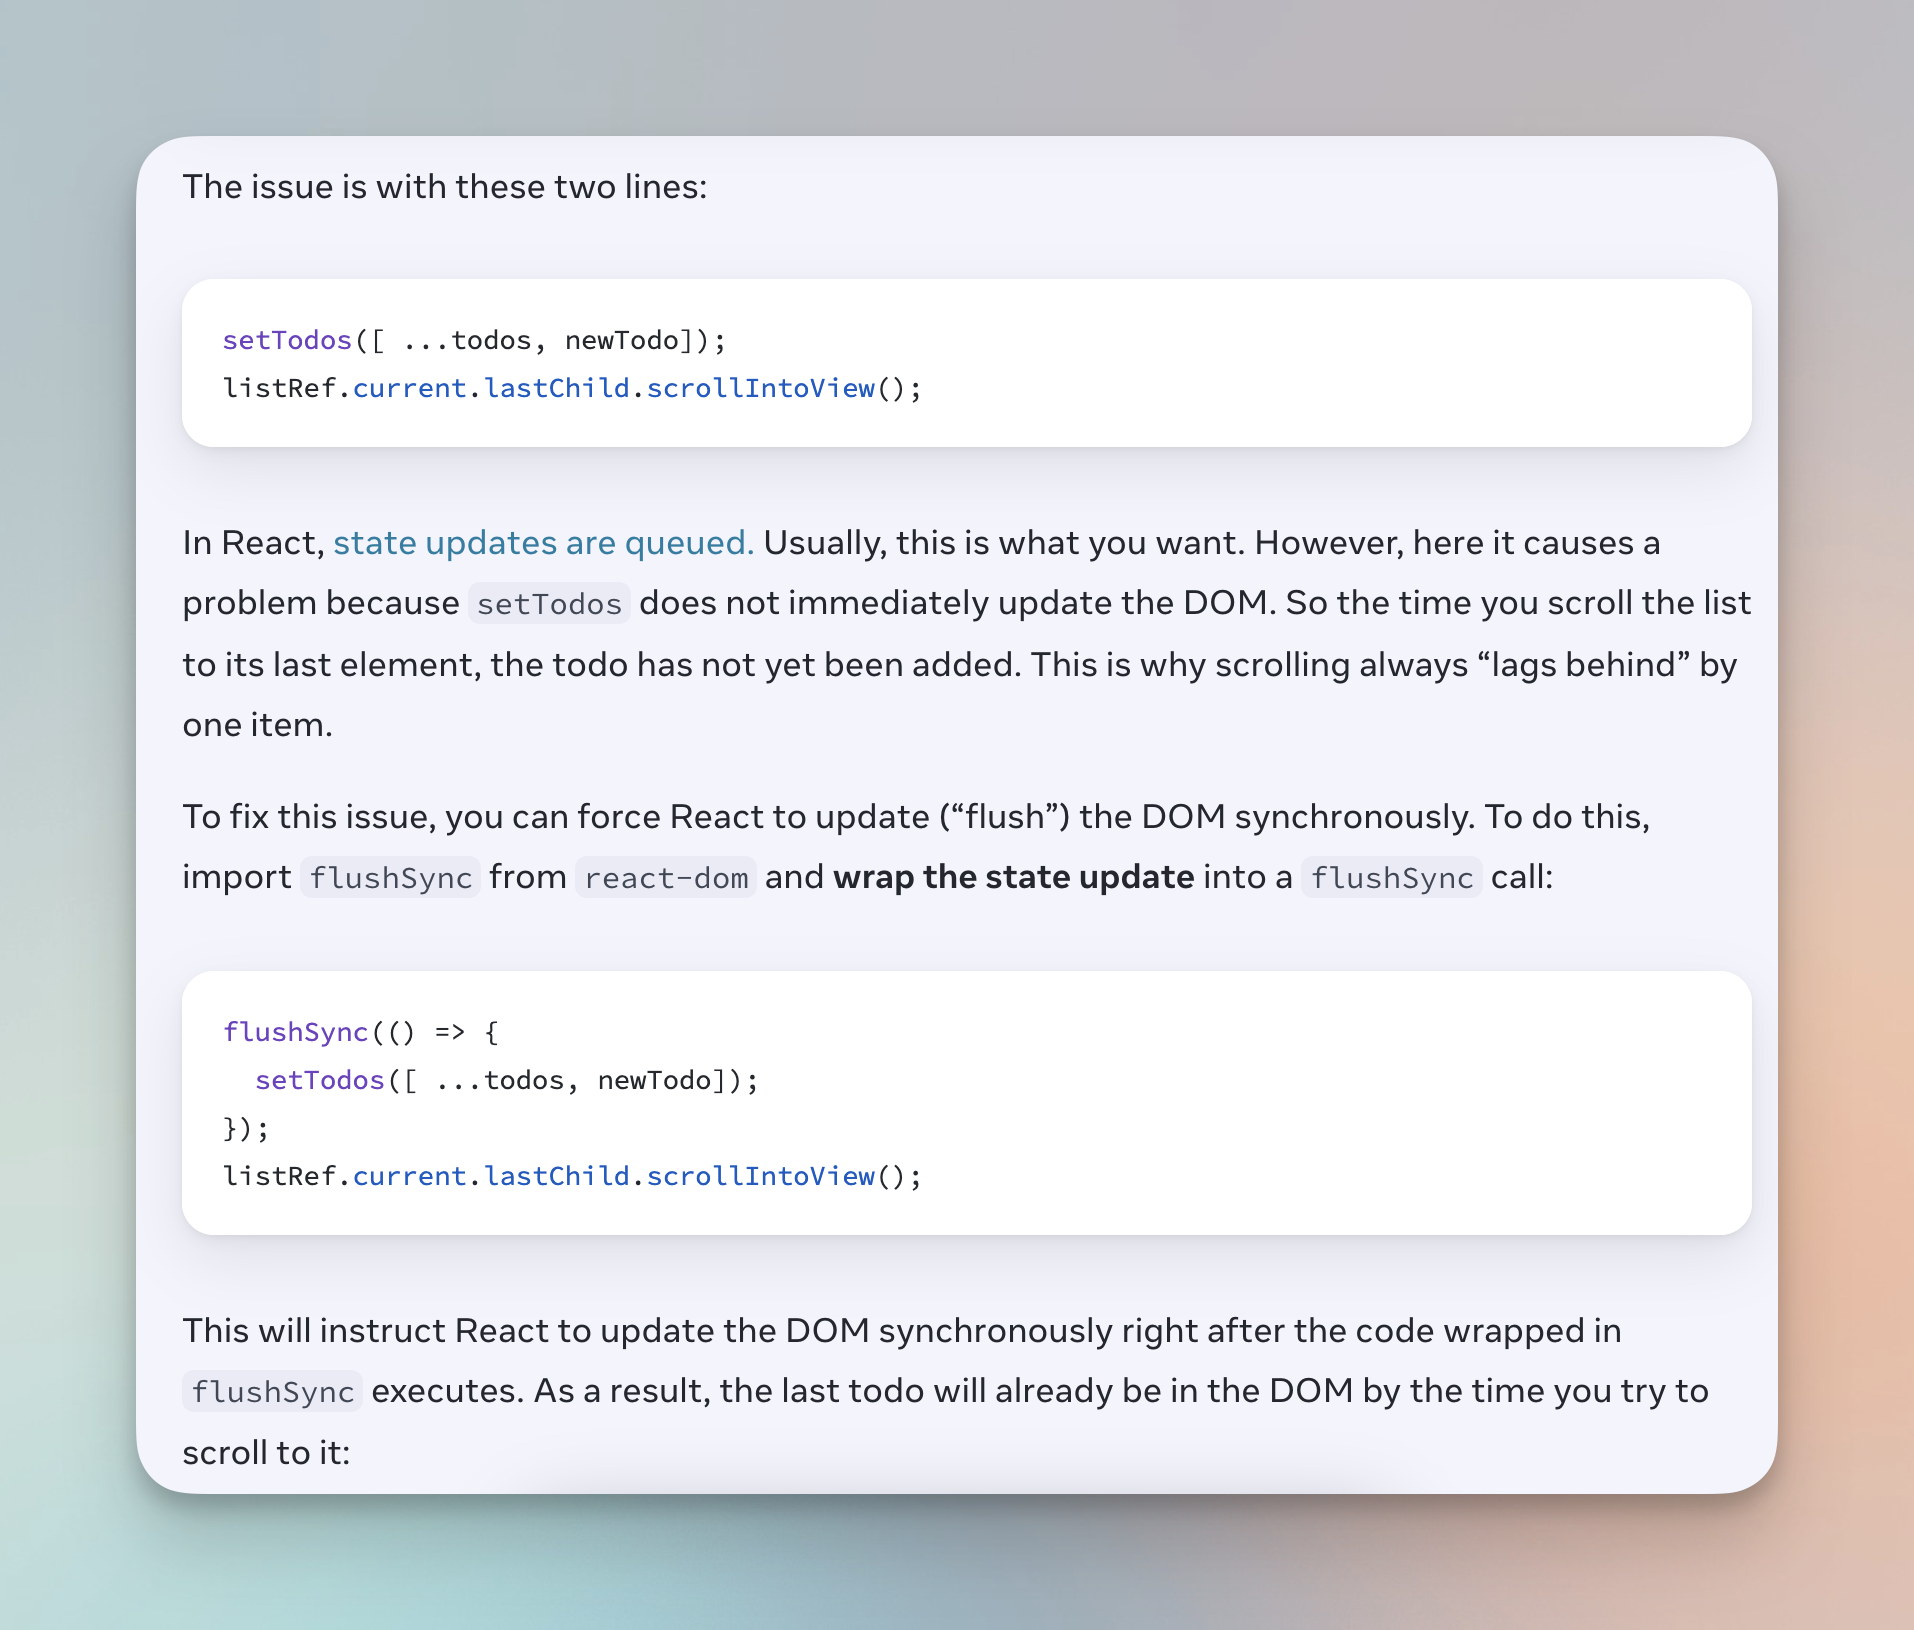 The issue is with these two lines:
setTodos([ ...todos, newTodo]);
listRef.current.lastChild.scrollIntoView();
In React, state updates are queued. Usually, this is what you want. However, here it causes a
problem because setTodos does not immediately update the DOM. So the time you scroll the list
to its last element, the todo has not yet been added. This is why scrolling always “lags behind” by
one item.
To fix this issue, you can force React to update (“flush”) the DOM synchronously. To do this,
import flushSync from react-dom and wrap the state update into a flushSync call:
flushSync(() => {
  setTodos([ ...todos, newTodo]);
});
listRef.current.lastChild.scrollIntoView();
This will instruct React to update the DOM synchronously right after the code wrapped in
flushSync executes. As a result, the last todo will already be in the DOM by the time you try to
scroll to it: